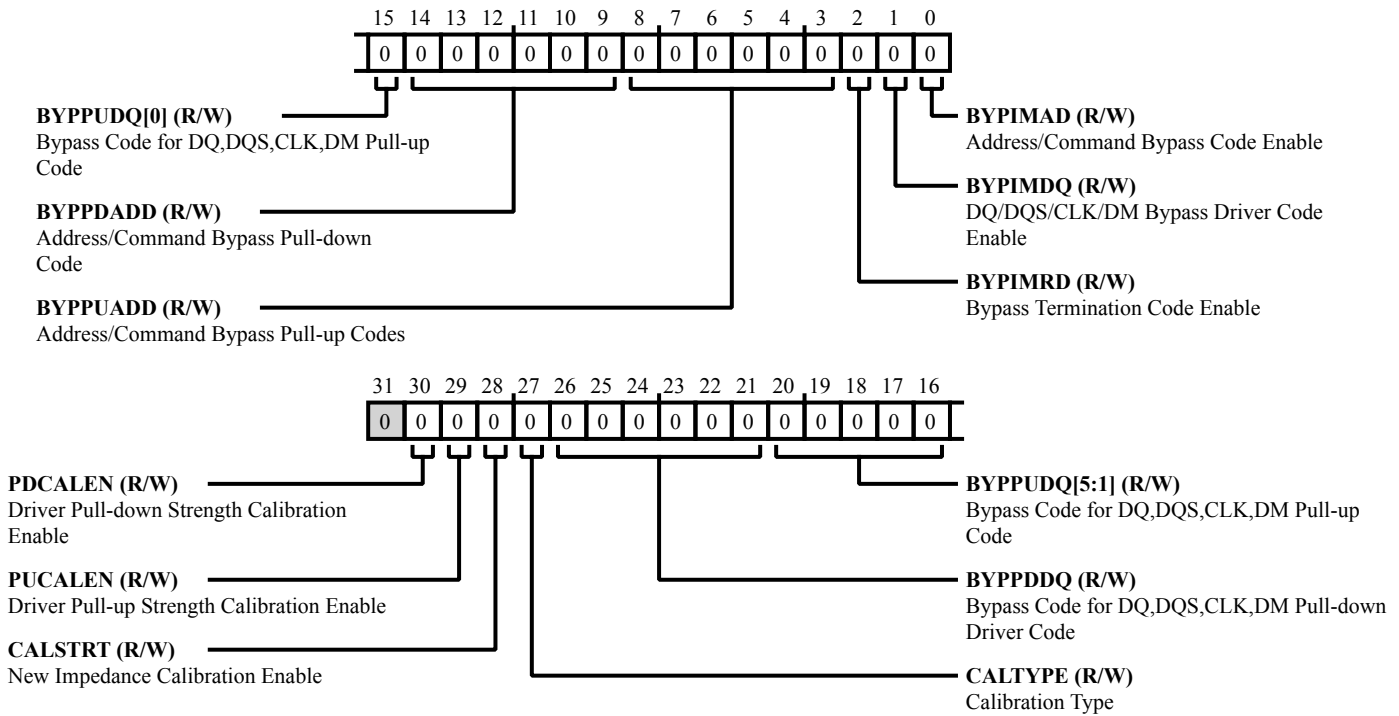 15 14 13 12 11 10 9 8 7 6 5 4 3 2 1 0
0 0 0 0 0 0 0 0 0 0 0 0 0 0 0 0
BYPPUDQ[0] (R/W)
Bypass Code for DQ,DQS,CLK,DM Pull-up
Code
BYPPDADD (R/W)
Address/Command Bypass Pull-down
Code
BYPPUADD (R/W)
Address/Command Bypass Pull-up Codes
BYPIMAD (R/W)
Address/Command Bypass Code Enable
BYPIMDQ (R/W)
DQ/DQS/CLK/DM Bypass Driver Code
Enable
BYPIMRD (R/W)
Bypass Termination Code Enable
31 30 29 28 27 26 25 24 23 22 21 20 19 18 17 16
0 0 0 0 0 0 0 0 0 0 0 0 0 0 0 0
PDCALEN (R/W)
Driver Pull-down Strength Calibration
Enable
PUCALEN (R/W)
Driver Pull-up Strength Calibration Enable
CALSTRT (R/W)
New Impedance Calibration Enable
BYPPUDQ[5:1] (R/W)
Bypass Code for DQ,DQS,CLK,DM Pull-up
Code
BYPPDDQ (R/W)
Bypass Code for DQ,DQS,CLK,DM Pull-down
Driver Code
CALTYPE (R/W)
Calibration Type